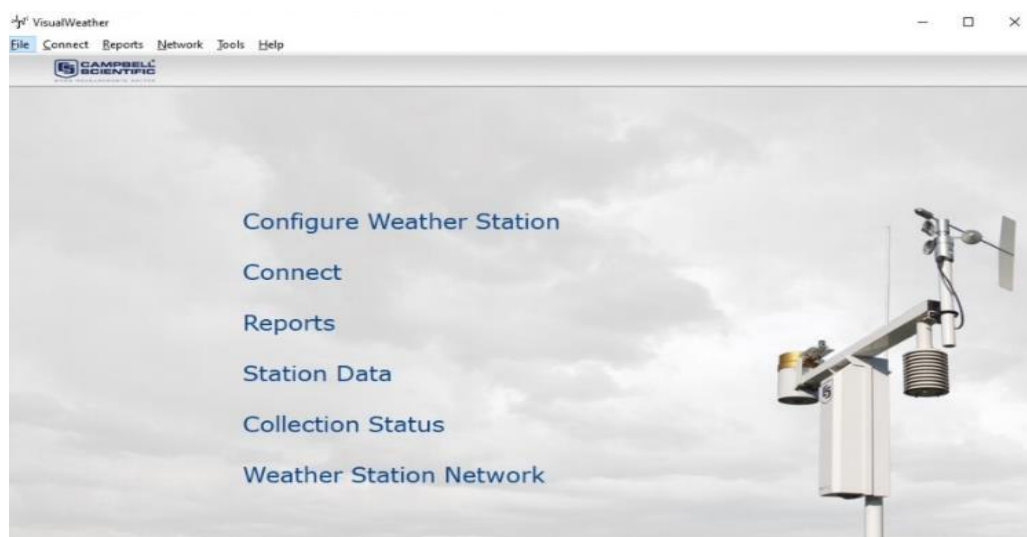 VisualWeather
File Connect Reports Network Tools Help
CAMPBELL
SCIENTIFIC
Configure Weather Station
Connect
Reports
Station Data
Collection Status
Weather Station Network